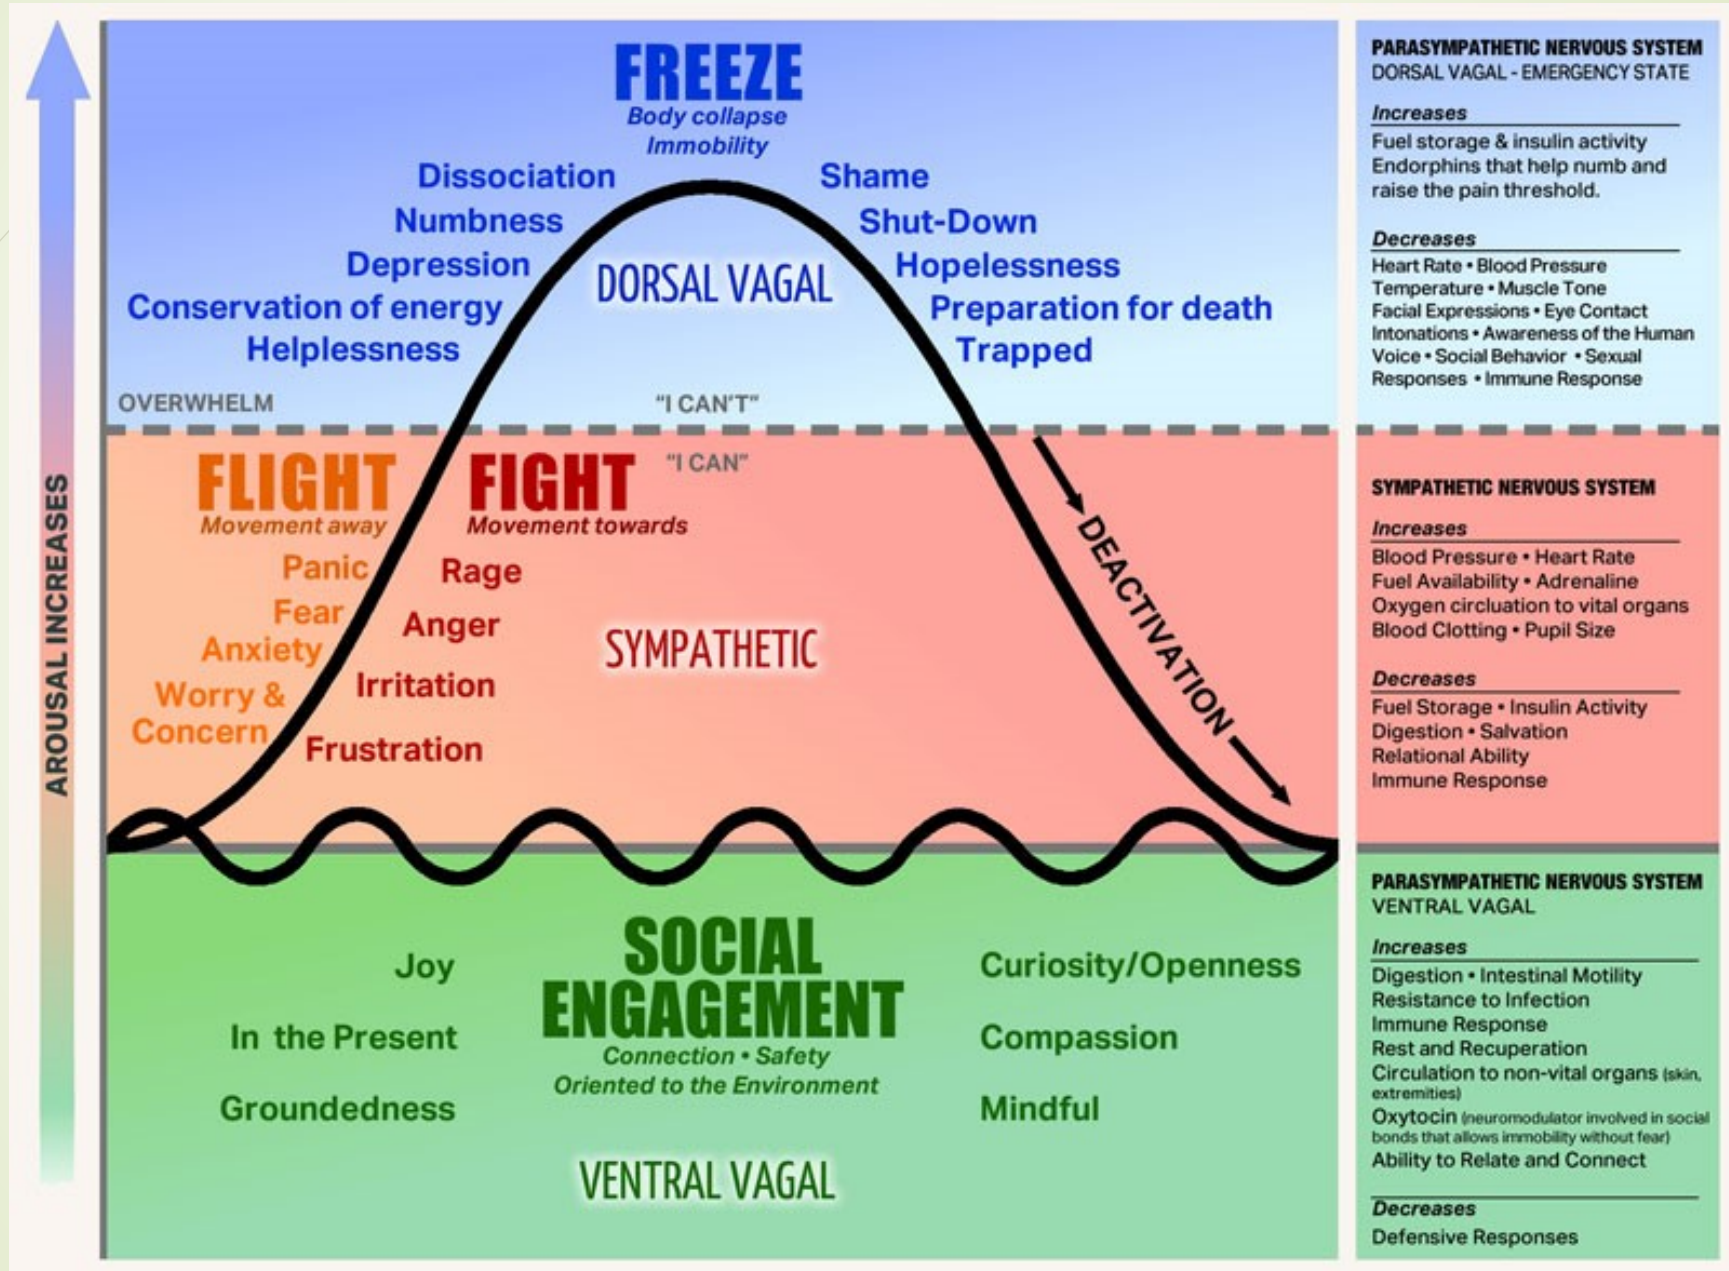 AROUSAL INCREASES
FREEZE
Body collapse
Immobility
Dissociation
Numbness
Depression
Conservation of energy
Helplessness
Shame
Shut-Down
Hopelessness
Preparation for death
Trapped
DORSAL VAGAL
OVERWHELM
"I CAN'T"
"I CAN"
FLIGHT
Movement away
Panic
Fear
Anxiety
Worry &
Concern
FIGHT
Movement towards
Rage
Anger
Irritation
Frustration
SYMPATHETIC
DEACTIVATION
SOCIAL
ENGAGEMENT
Connection • Safety
Oriented to the Environment
Joy
In the Present
Groundedness
Curiosity/Openness
Compassion
Mindful
VENTRAL VAGAL
PARASYMPATHETIC NERVOUS SYSTEM
DORSAL VAGAL - EMERGENCY STATE
Increases
Fuel storage & insulin activity
Endorphins that help numb and
raise the pain threshold.
Decreases
Heart Rate • Blood Pressure
Temperature • Muscle Tone
Facial Expressions • Eye Contact
Intonations • Awareness of the Human
Voice • Social Behavior • Sexual
Responses • Immune Response
SYMPATHETIC NERVOUS SYSTEM
Increases
Blood Pressure • Heart Rate
Fuel Availability • Adrenaline
Oxygen circluation to vital organs
Blood Clotting • Pupil Size
Decreases
Fuel Storage • Insulin Activity
Digestion • Salvation
Relational Ability
Immune Response
PARASYMPATHETIC NERVOUS SYSTEM
VENTRAL VAGAL
Increases
Digestion • Intestinal Motility
Resistance to Infection
Immune Response
Rest and Recuperation
Circulation to non-vital organs (skin,
extremities)
Oxytocin (neuromodulator involved in social
bonds that allows immobility without fear)
Ability to Relate and Connect
Decreases
Defensive Responses